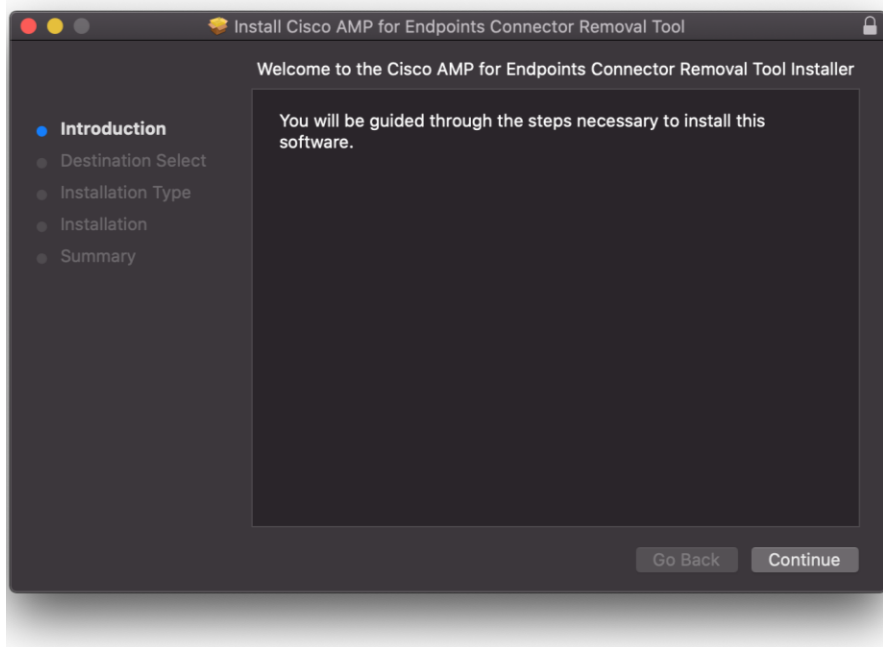 Install Cisco AMP for Endpoints Connector Removal Tool
Welcome to the Cisco AMP for Endpoints Connector Removal Tool Installer
Introduction
Destination Select
Installation Type
Installation
Summary
You will be guided through the steps necessary to install this
software.
Go Back
Continue